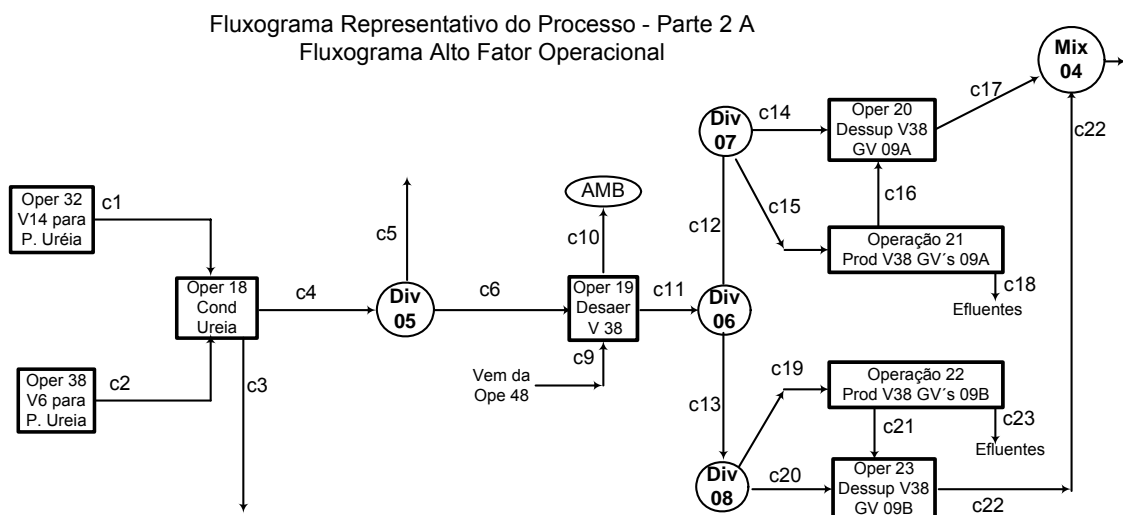 Fluxograma Representativo do Processo - Parte 2 A
Fluxograma Alto Fator Operacional
Mix
04
c17
c22
Div
07
c14
Oper 20
Dessup V38
GV 09A
c16
c15
Operação 21
Prod V38 GV´s 09A
c18
Efluentes
Oper 32
V14 para
P. Uréia
c1
Oper 18
Cond
Ureia
c4
c5
Div
05
c6
AMB
c10
Oper 19
Desaer
V 38
c11
c12
Div
06
c9
Vem da
Ope 48
Oper 38
V6 para
P. Ureia
c2
c3
c13
c19
Operação 22
Prod V38 GV´s 09B
c21
c23
Efluentes
Div
08
c20
Oper 23
Dessup V38
GV 09B
c22